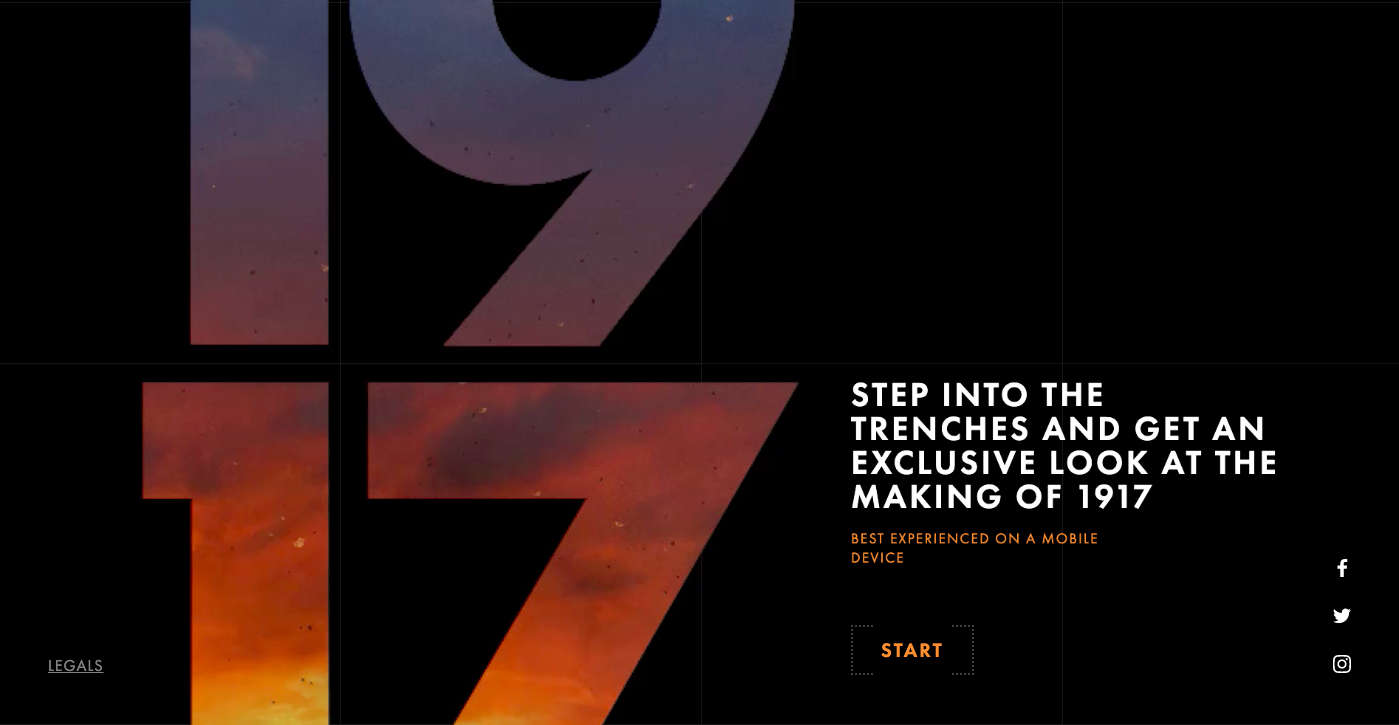 19
17
STEP INTO THE
TRENCHES AND GET AN
EXCLUSIVE LOOK AT THE
MAKING OF 1917
BEST EXPERIENCED ON A MOBILE
DEVICE
START
LEGALS